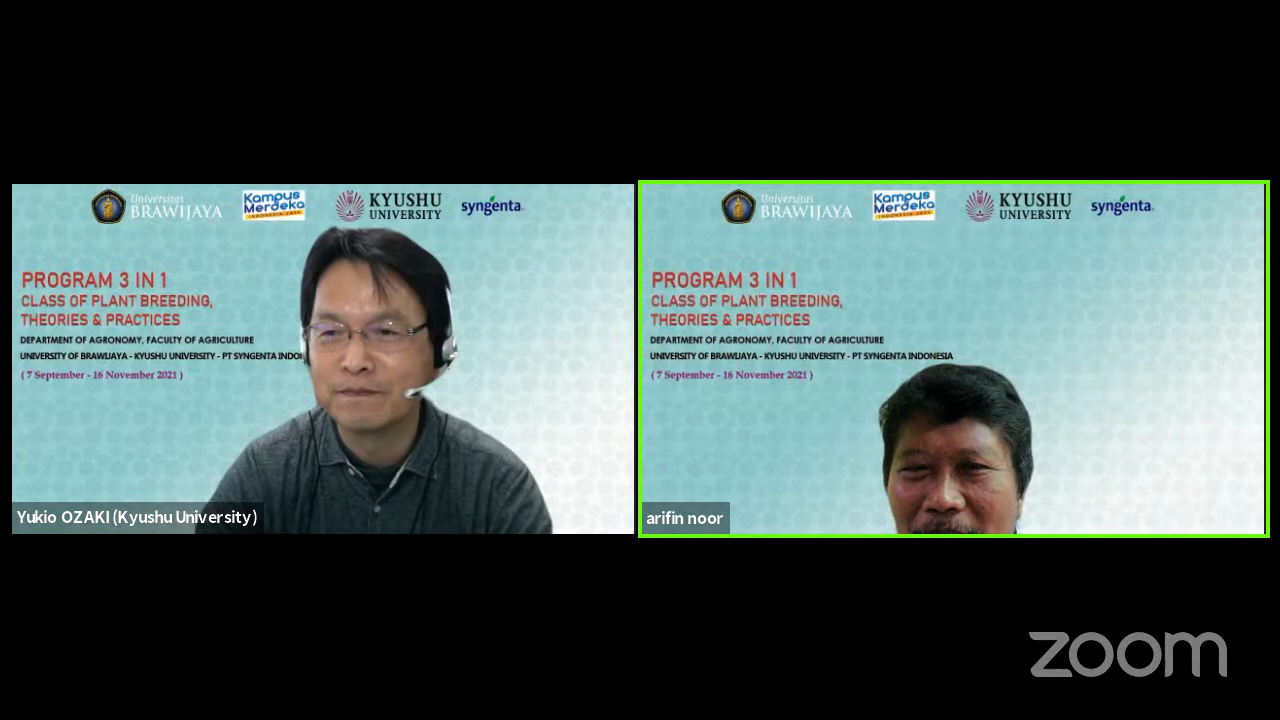 Universitas
BRAWIJAYA
Kampus
Merdeka
INDONESIA JAYA
KYUSHU
UNIVERSITY
syngenta
PROGRAM 3 IN 1
CLASS OF PLANT BREEDING,
THEORIES & PRACTICES
DEPARTMENT OF AGRONOMY, FACULTY OF AGRICULTURE
UNIVERSITY OF BRAWIJAYA - KYUSHU UNIVERSITY - PT SYNGENTA INDO
( 7 September - 16 November 2021 )
Yukio OZAKI (Kyushu University)
Universitas
BRAWIJAYA
Kampus
Merdeka
INDONESIA JAYA
KYUSHU
UNIVERSITY
syngenta
PROGRAM 3 IN 1
CLASS OF PLANT BREEDING,
THEORIES & PRACTICES
DEPARTMENT OF AGRONOMY, FACULTY OF AGRICULTURE
UNIVERSITY OF BRAWIJAYA - KYUSHU UNIVERSITY - PT SYNGENTA INDONESIA
( 7 September - 16 November 2021 )
arifin noor
zoom